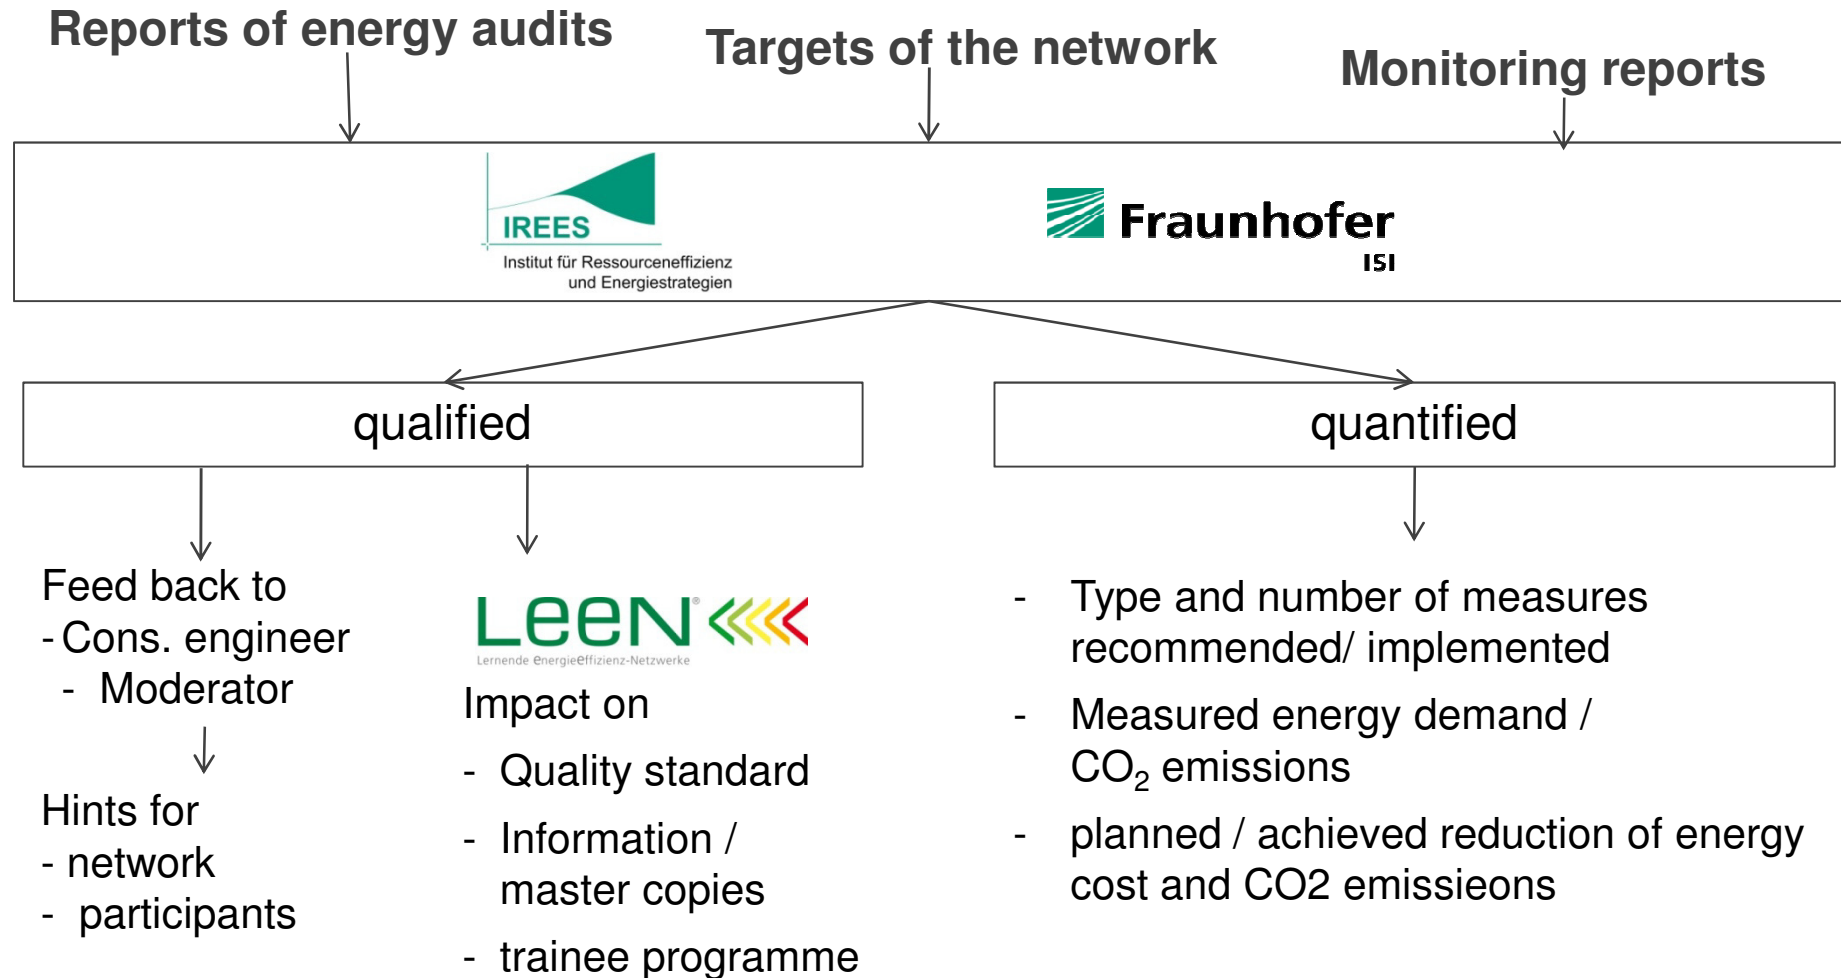 Reports of energy audits
Targets of the network
Monitoring reports
IREES
Institut für Ressourceneffizienz
und Energiestrategien
Fraunhofer
ISI
qualified
quantified
Feed back to
- Cons. engineer
- Moderator
Hints for
- network
- participants
LeeN®
Lernende energieeffizienz-Netzwerke
Impact on
- Quality standard
- Information /
master copies
- trainee programme
- Type and number of measures
recommended/ implemented
- Measured energy demand /
CO₂ emissions
- planned / achieved reduction of energy
cost and CO2 emissieons